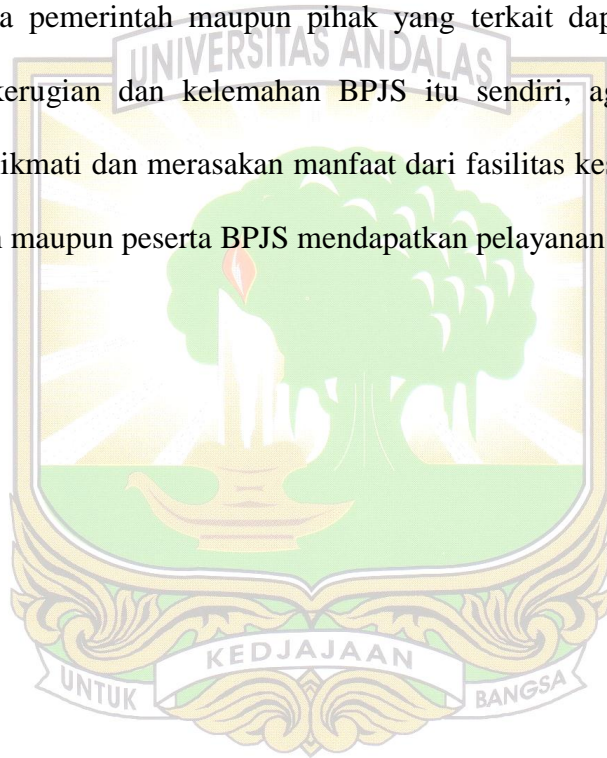 a pemerintah maupun pihak yang terkait dap
UNIVERSITAS ANDALAS
kerugian dan kelemahan BPJS itu sendiri, ag
ikmati dan merasakan manfaat dari fasilitas kes
maupun peserta BPJS mendapatkan pelayanan
KEDJAJAAN
UNTUK
BANGSA